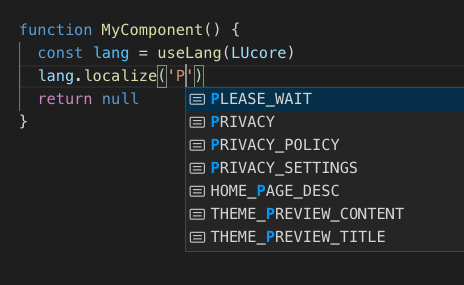 function MyComponent() {
  const lang = useLang(LUcore)
  lang.localize('P')
  return null
}
PLEASE_WAIT
PRIVACY
PRIVACY_POLICY
PRIVACY_SETTINGS
HOME_PAGE_DESC
THEME_PREVIEW_CONTENT
THEME_PREVIEW_TITLE